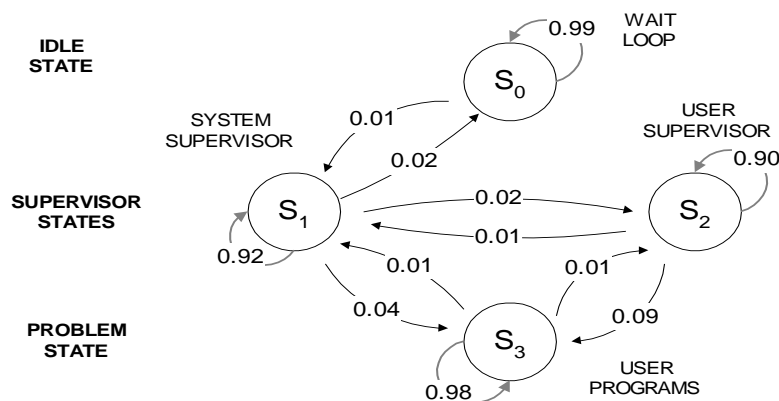 IDLE
STATE
WAIT
LOOP
0.99
S0
SYSTEM
SUPERVISOR
0.01
0.02
USER
SUPERVISOR
0.90
SUPERVISOR
STATES
S1
0.02
0.01
S2
0.92
0.01
0.01
0.04
0.09
PROBLEM
STATE
S3
0.98
USER
PROGRAMS